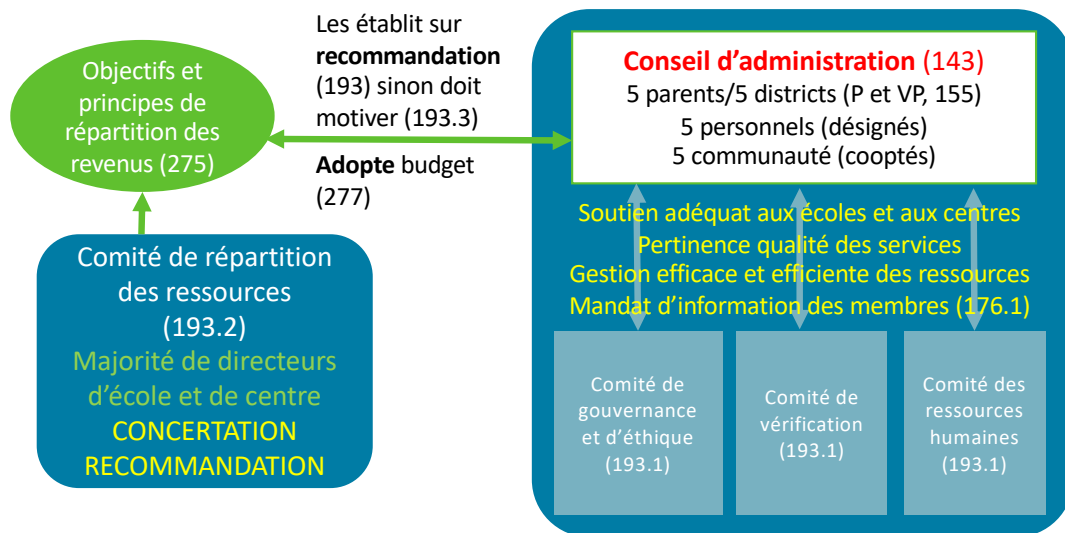 Objectifs et
principes de
répartition des
revenus (275)
Les établit sur
recommandation
(193) sinon doit
motiver (193.3)
Adopte budget
(277)
Comité de répartition
des ressources
(193.2)
Majorité de directeurs
d’école et de centre
CONCERTATION
RECOMMANDATION
Conseil d’administration (143)
5 parents/5 districts (P et VP, 155)
5 personnels (désignés)
5 communauté (cooptés)
Soutien adéquat aux écoles et aux centres
Pertinence qualité des services
Gestion efficace et efficiente des ressources
Mandat d’information des membres (176.1)
Comité de
gouvernance
et d’éthique
(193.1)
Comité de
vérification
(193.1)
Comité des
ressources
humaines
(193.1)